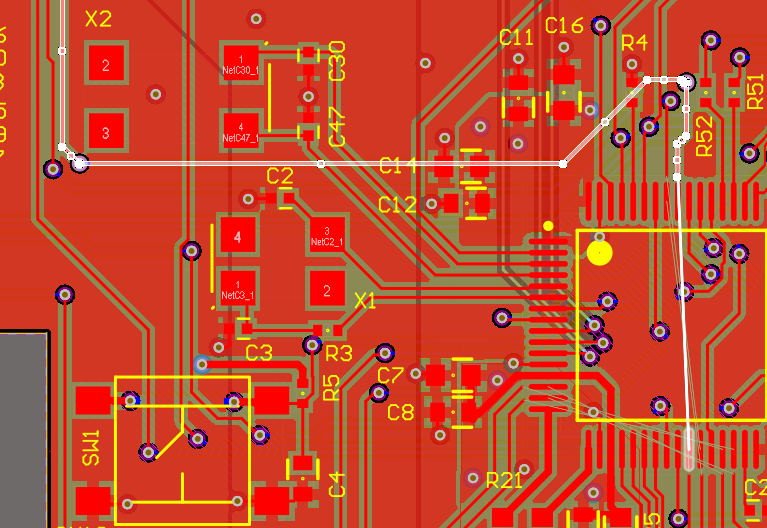 X2
C11
C16
R4
1
NetC30_1
C30
2
R51
3
4
NetC47_1
C47
R52
C14
C2
C12
4
3
NetC2_1
1
NetC3_1
2
X1
C3
R3
C7
R5
C8
SW1
C4
R21
C2